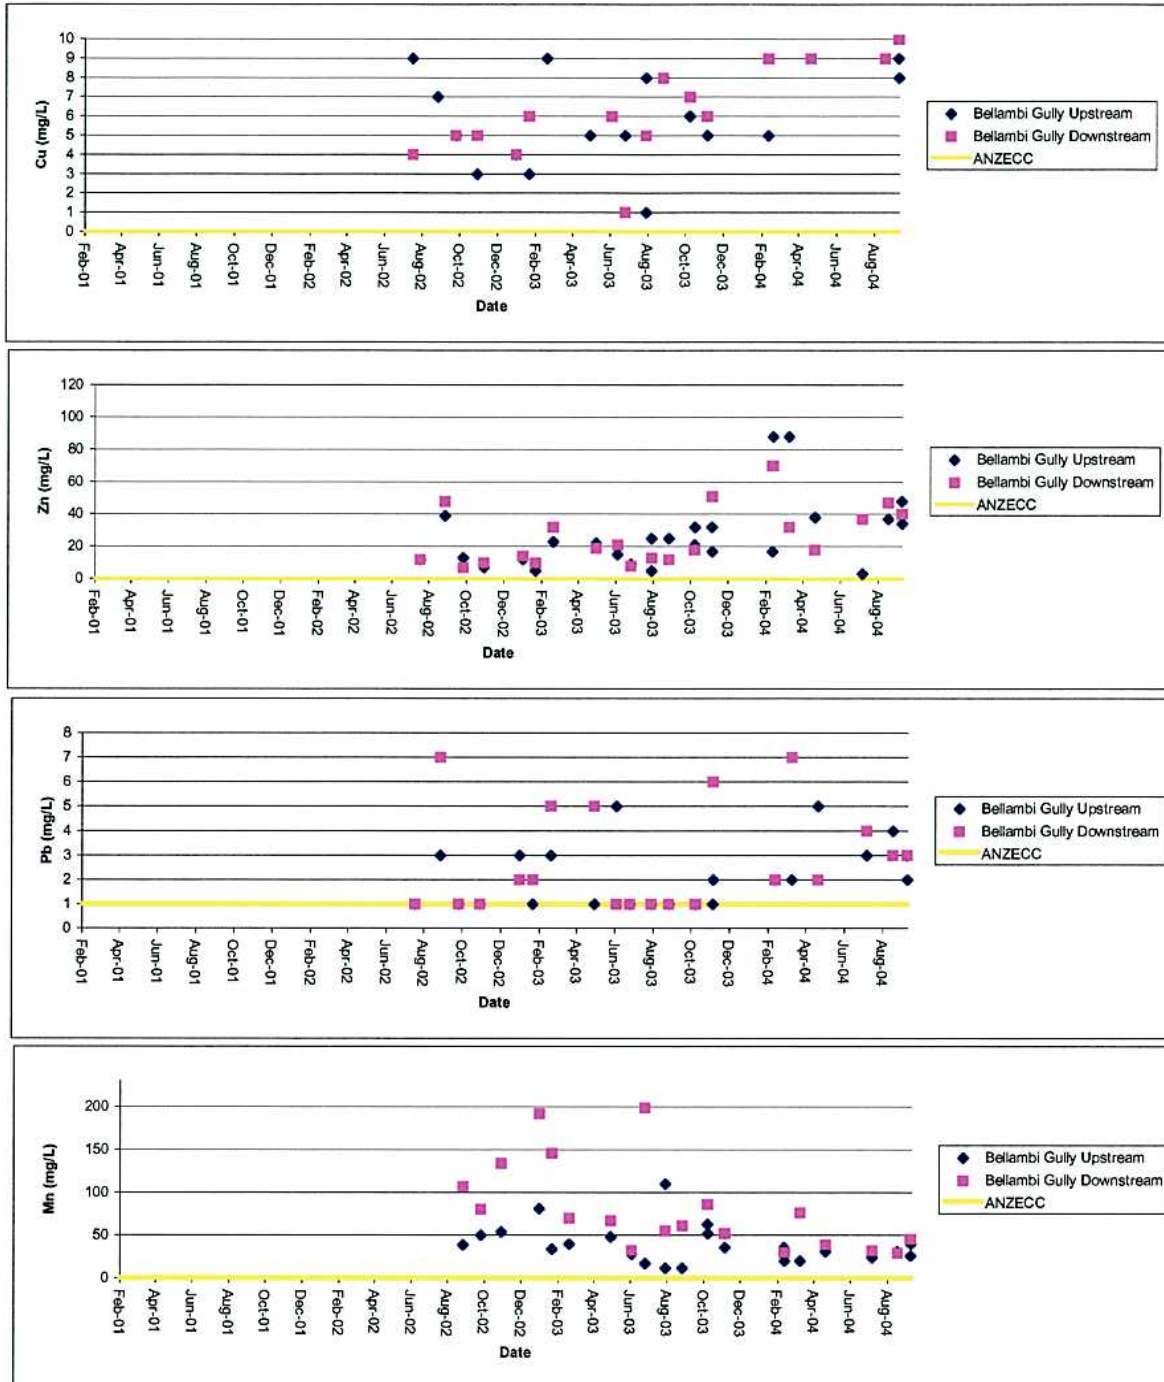 Cu (mg/L)
10
9
8
7
6
5
4
3
2
1
0
Feb-01 Apr-01 Jun-01 Aug-01 Oct-01 Dec-01 Feb-02 Apr-02 Jun-02 Aug-02 Oct-02 Dec-02 Feb-03 Apr-03 Jun-03 Aug-03 Oct-03 Dec-03 Feb-04 Apr-04 Jun-04 Aug-04
Date
Bellambi Gully Upstream
Bellambi Gully Downstream
ANZECC
Zn (mg/L)
120
100
80
60
40
20
0
Feb-01 Apr-01 Jun-01 Aug-01 Oct-01 Dec-01 Feb-02 Apr-02 Jun-02 Aug-02 Oct-02 Dec-02 Feb-03 Apr-03 Jun-03 Aug-03 Oct-03 Dec-03 Feb-04 Apr-04 Jun-04 Aug-04
Date
Bellambi Gully Upstream
Bellambi Gully Downstream
ANZECC
Pb (mg/L)
8
7
6
5
4
3
2
1
0
Feb-01 Apr-01 Jun-01 Aug-01 Oct-01 Dec-01 Feb-02 Apr-02 Jun-02 Aug-02 Oct-02 Dec-02 Feb-03 Apr-03 Jun-03 Aug-03 Oct-03 Dec-03 Feb-04 Apr-04 Jun-04 Aug-04
Date
Bellambi Gully Upstream
Bellambi Gully Downstream
ANZECC
Mn (mg/L)
200
150
100
50
0
Feb-01 Apr-01 Jun-01 Aug-01 Oct-01 Dec-01 Feb-02 Apr-02 Jun-02 Aug-02 Oct-02 Dec-02 Feb-03 Apr-03 Jun-03 Aug-03 Oct-03 Dec-03 Feb-04 Apr-04 Jun-04 Aug-04
Date
Bellambi Gully Upstream
Bellambi Gully Downstream
ANZECC